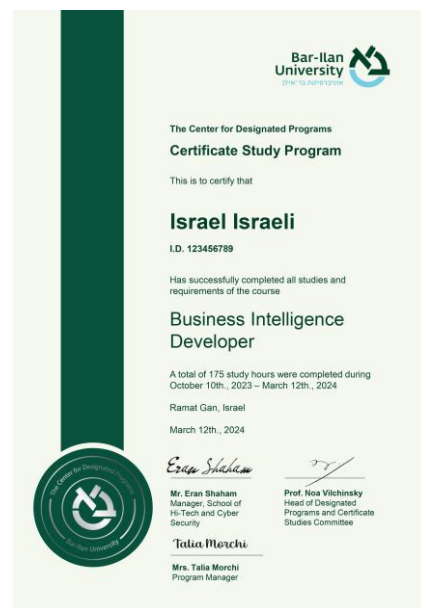 Bar-Ilan
University
אוניברסיטת בר־אילן
The Center for Designated Programs
Certificate Study Program
This is to certify that
Israel Israeli
I.D. 123456789
Has successfully completed all studies and
requirements of the course
Business Intelligence
Developer
A total of 175 study hours were completed during
October 10th., 2023 – March 12th., 2024
Ramat Gan, Israel
March 12th., 2024
Eran Shaham
Mr. Eran Shaham
Manager, School of
Hi-Tech and Cyber
Security
Prof. Noa Vilchinsky
Head of Designated
Programs and Certificate
Studies Committee
Talia Morchi
Mrs. Talia Morchi
Program Manager
The Center for Designated Programs
Bar-Ilan University